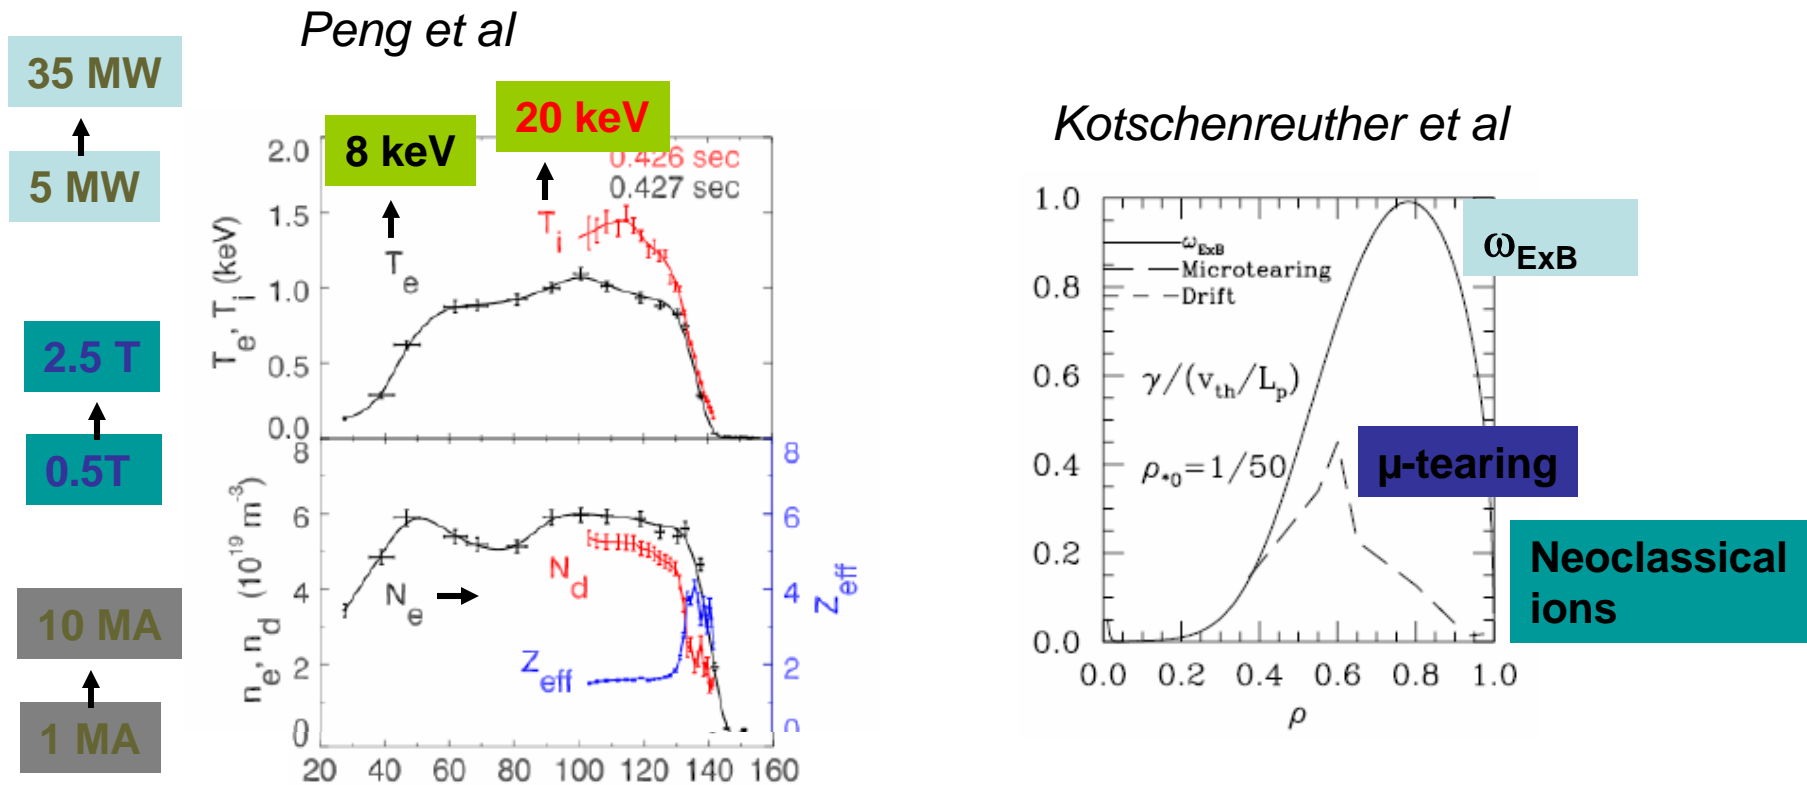 Peng et al
35 MW
5 MW
2.5 T
0.5T
10 MA
1 MA
8 keV
20 keV
0.426 sec
0.427 sec
2.0
1.5
1.0
0.5
0.0
Te, Ti (keV)
Te
Ti
8
6
4
2
0
ne, nd (10^19 m^-3)
Ne
Nd
Zeff
8
6
4
2
0
Zeff
20 40 60 80 100 120 140 160
Kotschenreuther et al
1.0
0.8
0.6
0.4
0.2
0.0
ωExB
Microtearing
Drift
γ/(vth/Lp)
ρ*0=1/50
ωExB
μ-tearing
Neoclassical
ions
0.0 0.2 0.4 0.6 0.8 1.0
ρ